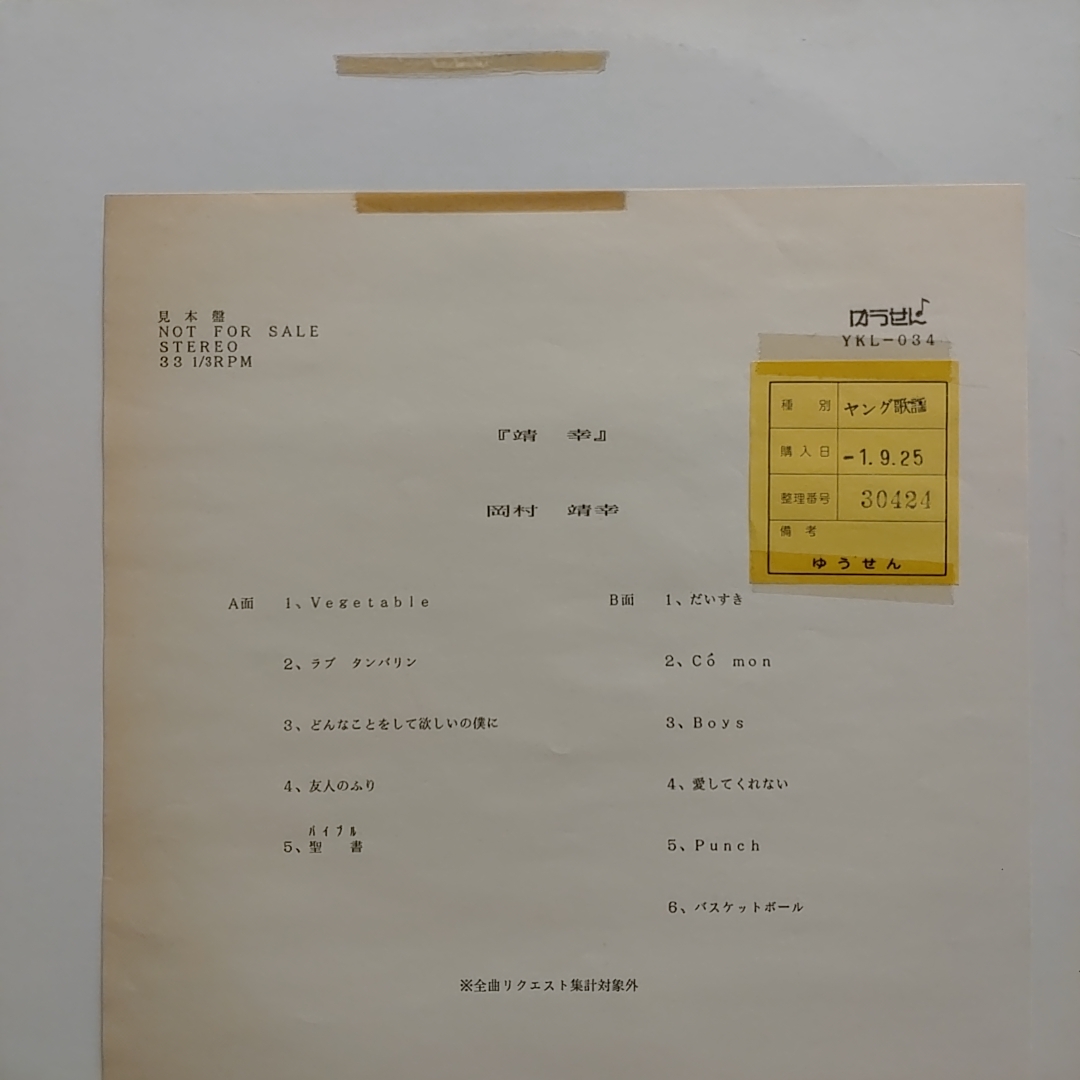 見本盤
NOT FOR SALE
STEREO
33 1/3RPM
ゆうせん
YKL-034
種別 ヤング歌謡
購入日 -1.9.25
整理番号 30424
備考
ゆうせん
『靖 幸』
岡村 靖幸
A面 1、Vegetable
2、ラブ タンバリン
3、どんなことをして欲しいの僕に
4、友人のふり
バイブル
5、聖 書
B面 1、だいすき
2、Có mon
3、Boys
4、愛してくれない
5、Punch
6、バスケットボール
※全曲リクエスト集計対象外